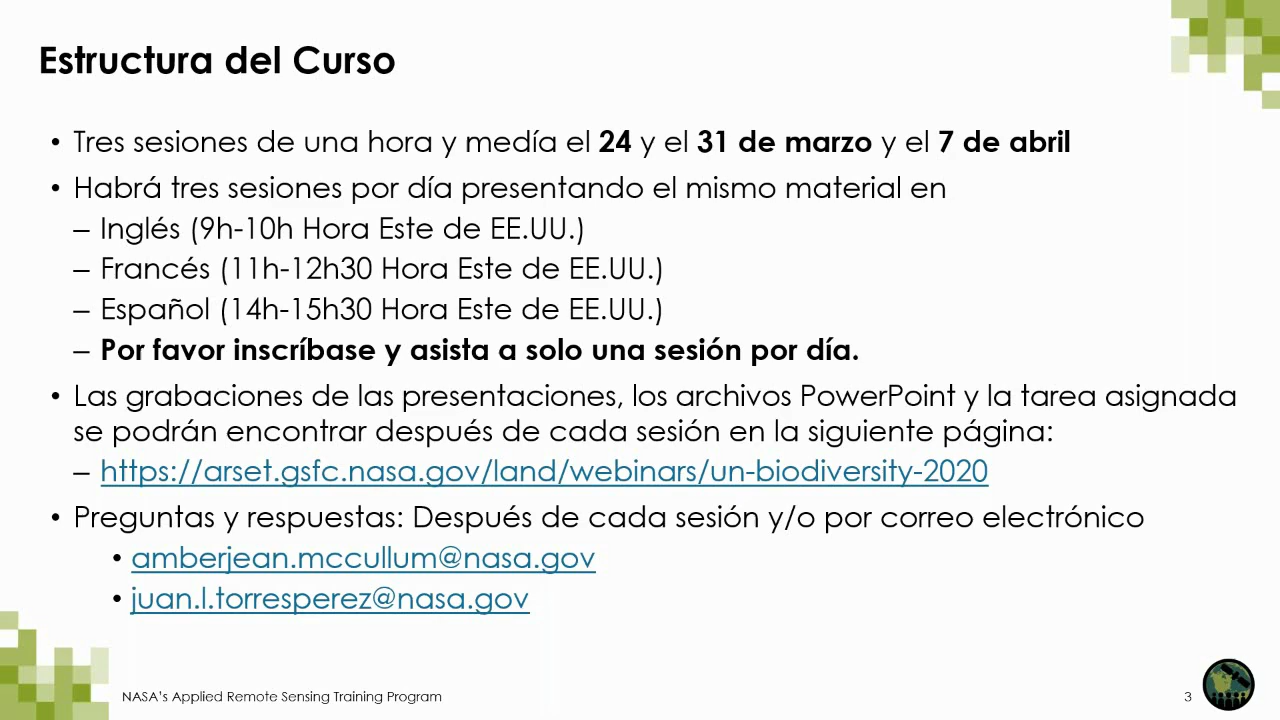 Estructura del Curso
• Tres sesiones de una hora y medía el 24 y el 31 de marzo y el 7 de abril
• Habrá tres sesiones por día presentando el mismo material en
– Inglés (9h-10h Hora Este de EE.UU.)
– Francés (11h-12h30 Hora Este de EE.UU.)
– Español (14h-15h30 Hora Este de EE.UU.)
– Por favor inscríbase y asista a solo una sesión por día.
• Las grabaciones de las presentaciones, los archivos PowerPoint y la tarea asignada
se podrán encontrar después de cada sesión en la siguiente página:
– https://arset.gsfc.nasa.gov/land/webinars/un-biodiversity-2020
• Preguntas y respuestas: Después de cada sesión y/o por correo electrónico
• amberjean.mccullum@nasa.gov
• juan.l.torresperez@nasa.gov
NASA's Applied Remote Sensing Training Program
3